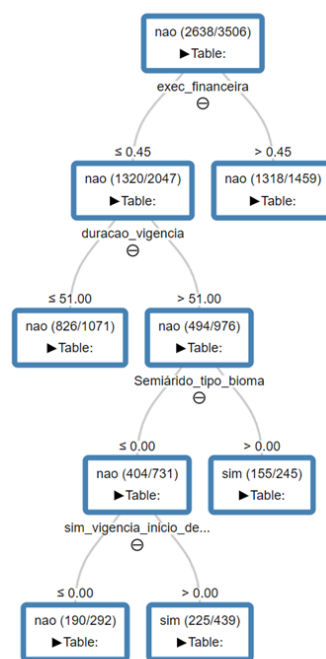 nao (2638/3506)
▶Table:
exec_financeira
≤ 0.45
> 0.45
nao (1320/2047)
▶Table:
nao (1318/1459)
▶Table:
duracao_vigencia
≤ 51.00
> 51.00
nao (826/1071)
▶Table:
nao (494/976)
▶Table:
Semiárido_tipo_bioma
≤ 0.00
> 0.00
nao (404/731)
▶Table:
sim (155/245)
▶Table:
sim_vigencia_inicio_de...
≤ 0.00
> 0.00
nao (190/292)
▶Table:
sim (225/439)
▶Table: